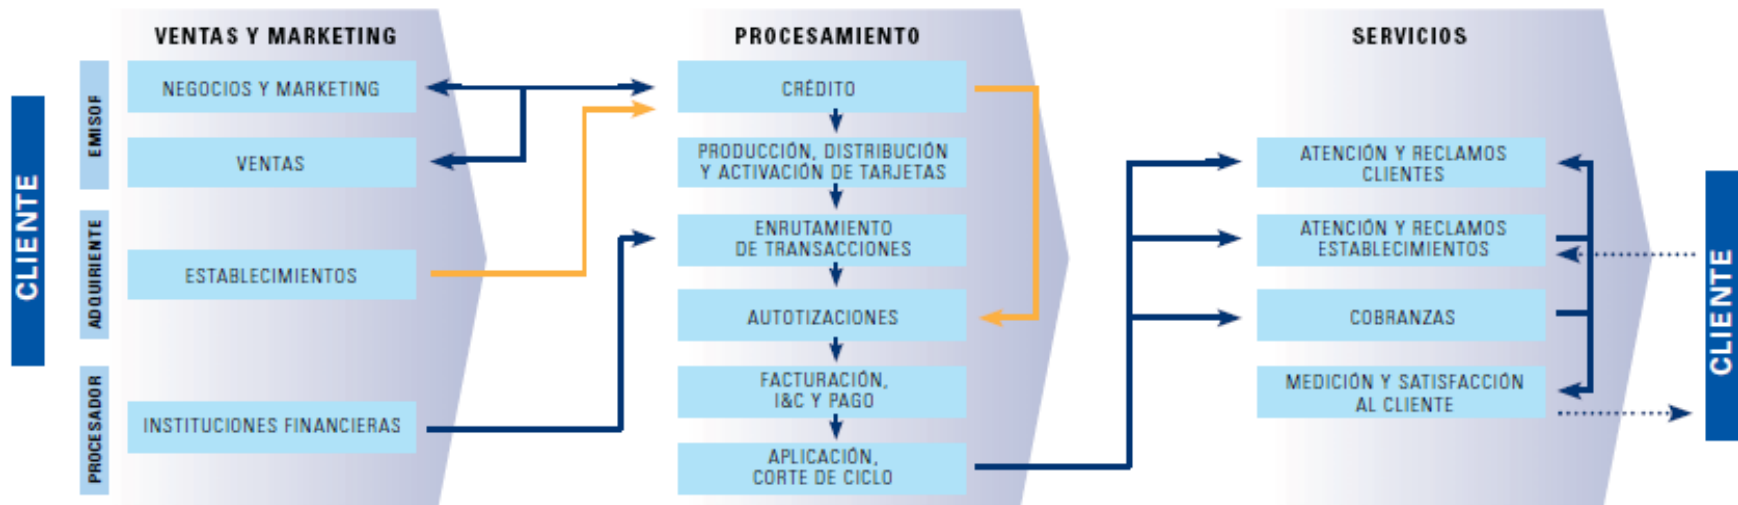 CLIENTE
EMISOF
ADQUIRIENTE
PROCESADOR
VENTAS Y MARKETING
NEGOCIOS Y MARKETING
VENTAS
ESTABLECIMIENTOS
INSTITUCIONES FINANCIERAS
PROCESAMIENTO
CRÉDITO
PRODUCCIÓN, DISTRIBUCIÓN
Y ACTIVACIÓN DE TARJETAS
ENRUTAMIENTO
DE TRANSACCIONES
AUTOTIZACIONES
FACTURACIÓN,
I&C Y PAGO
APLICACIÓN,
CORTE DE CICLO
SERVICIOS
ATENCIÓN Y RECLAMOS
CLIENTES
ATENCIÓN Y RECLAMOS
ESTABLECIMIENTOS
COBRANZAS
MEDICIÓN Y SATISFACCIÓN
AL CLIENTE
CLIENTE